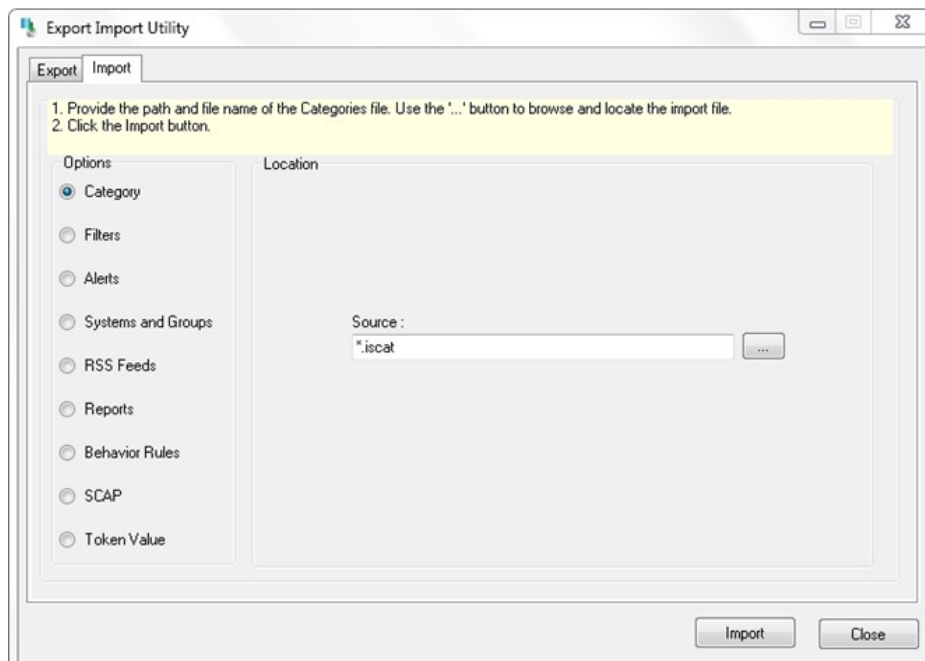 Export Import Utility
Export
Import
1. Provide the path and file name of the Categories file. Use the '...' button to browse and locate the import file.
2. Click the Import button.
Options
Location
Category
Filters
Alerts
Systems and Groups
RSS Feeds
Reports
Behavior Rules
SCAP
Token Value
Source :
*.iscat
...
Import
Close